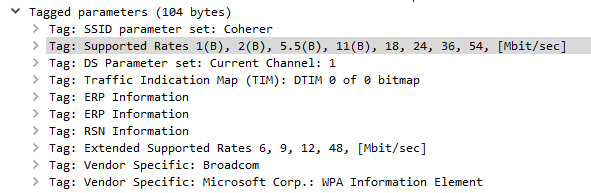 Tagged parameters (104 bytes)
Tag: SSID parameter set: Coherer
Tag: Supported Rates 1(B), 2(B), 5.5(B), 11(B), 18, 24, 36, 54, [Mbit/sec]
Tag: DS Parameter set: Current Channel: 1
Tag: Traffic Indication Map (TIM): DTIM 0 of 0 bitmap
Tag: ERP Information
Tag: ERP Information
Tag: RSN Information
Tag: Extended Supported Rates 6, 9, 12, 48, [Mbit/sec]
Tag: Vendor Specific: Broadcom
Tag: Vendor Specific: Microsoft Corp.: WPA Information Element